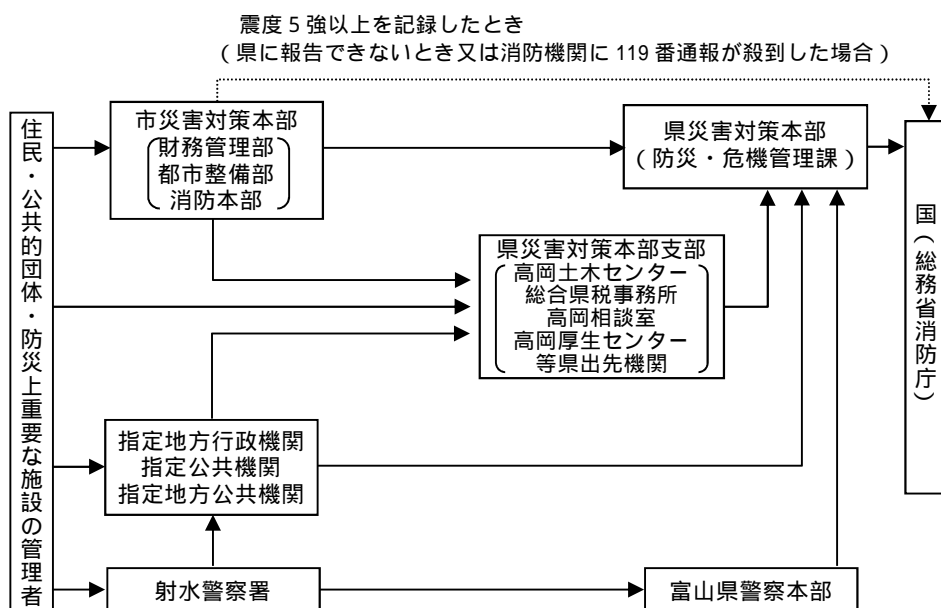 震度5強以上を記録したとき
(県に報告できないとき又は消防機関に119番通報が殺到した場合)
住民・公共的団体・防災上重要な施設の管理者
市災害対策本部
財務管理部
都市整備部
消防本部
県災害対策本部
(防災・危機管理課)
国(総務省消防庁)
県災害対策本部支部
高岡土木センター
総合県税事務所
高岡相談室
高岡厚生センター
等県出先機関
指定地方行政機関
指定公共機関
指定地方公共機関
射水警察署
富山県警察本部